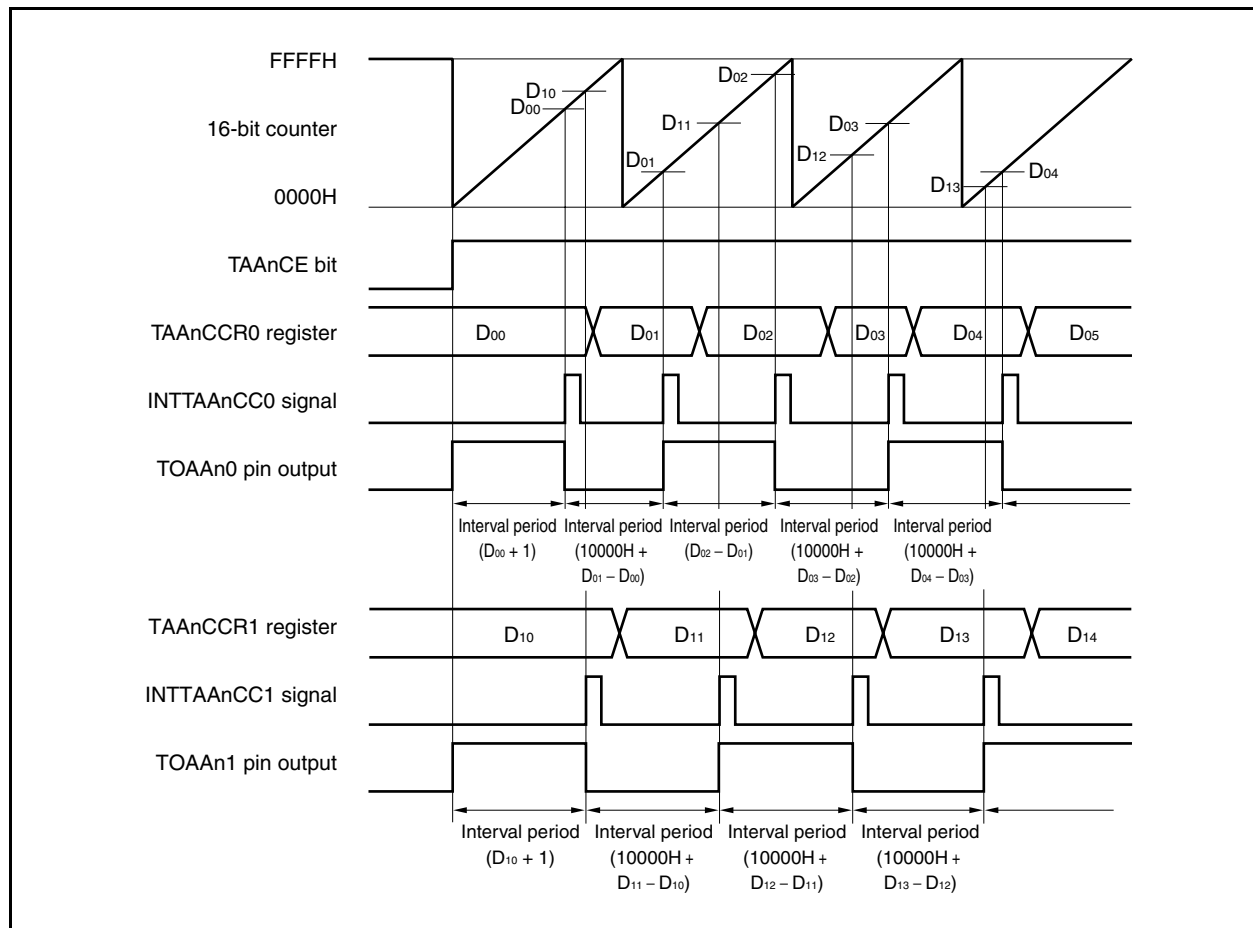 FFFFH
D10
D00
D02
16-bit counter
D11
D03
D01
D12
0000H
D13
D04
TAAnCE bit
TAAnCCR0 register
D00
D01
D02
D03
D04
D05
INTTAAnCC0 signal
TOAAn0 pin output
Interval period
(D00 + 1)
Interval period
(10000H +
D01 – D00)
Interval period
(D02 – D01)
Interval period
(10000H +
D03 – D02)
Interval period
(10000H +
D04 – D03)
TAAnCCR1 register
D10
D11
D12
D13
D14
INTTAAnCC1 signal
TOAAn1 pin output
Interval period
(D10 + 1)
Interval period
(10000H +
D11 – D10)
Interval period
(10000H +
D12 – D11)
Interval period
(10000H +
D13 – D12)